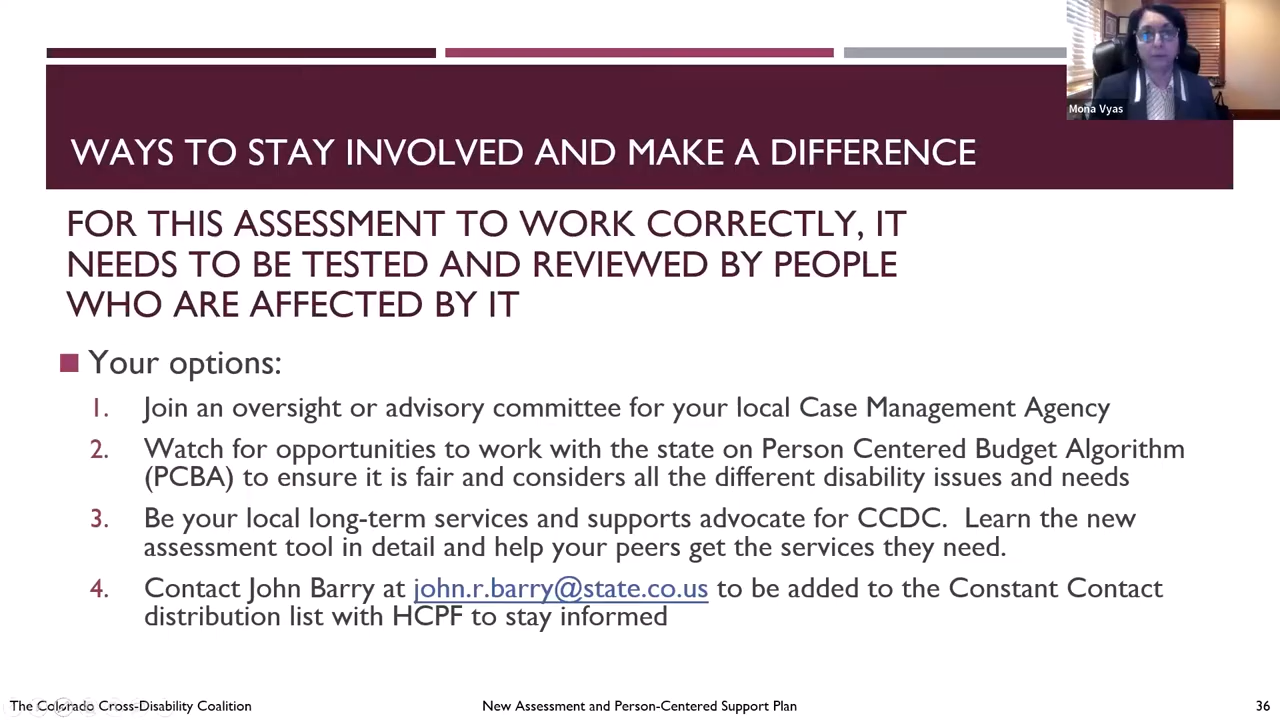 Mona Vyas
WAYS TO STAY INVOLVED AND MAKE A DIFFERENCE
FOR THIS ASSESSMENT TO WORK CORRECTLY, IT
NEEDS TO BE TESTED AND REVIEWED BY PEOPLE
WHO ARE AFFECTED BY IT
Your options:
1. Join an oversight or advisory committee for your local Case Management Agency
2. Watch for opportunities to work with the state on Person Centered Budget Algorithm
(PCBA) to ensure it is fair and considers all the different disability issues and needs
3. Be your local long-term services and supports advocate for CCDC. Learn the new
assessment tool in detail and help your peers get the services they need.
4. Contact John Barry at john.r.barry@state.co.us to be added to the Constant Contact
distribution list with HCPF to stay informed
The Colorado Cross-Disability Coalition
New Assessment and Person-Centered Support Plan
36